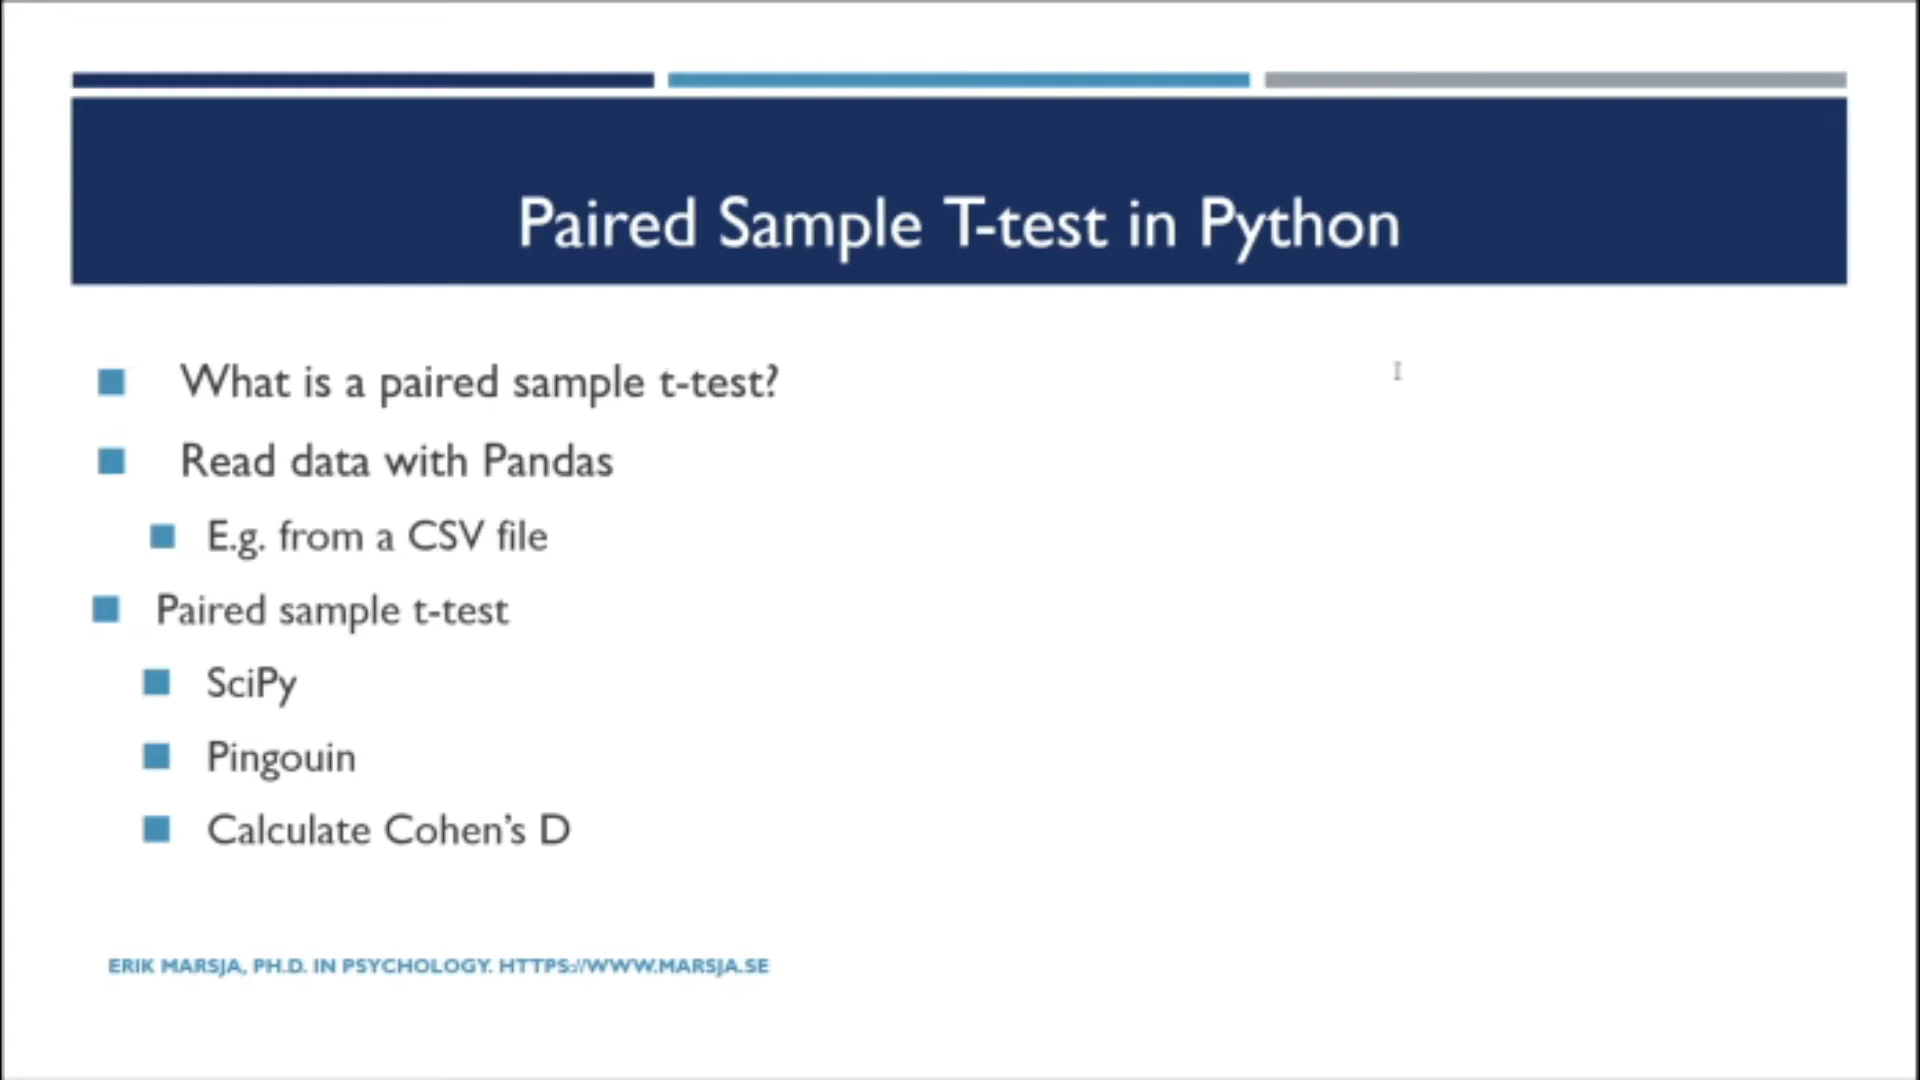 Paired Sample T-test in Python
What is a paired sample t-test?
Read data with Pandas
E.g. from a CSV file
Paired sample t-test
SciPy
Pingouin
Calculate Cohen’s D
ERIK MARSJA, PH.D. IN PSYCHOLOGY. HTTPS://WWW.MARSJA.SE